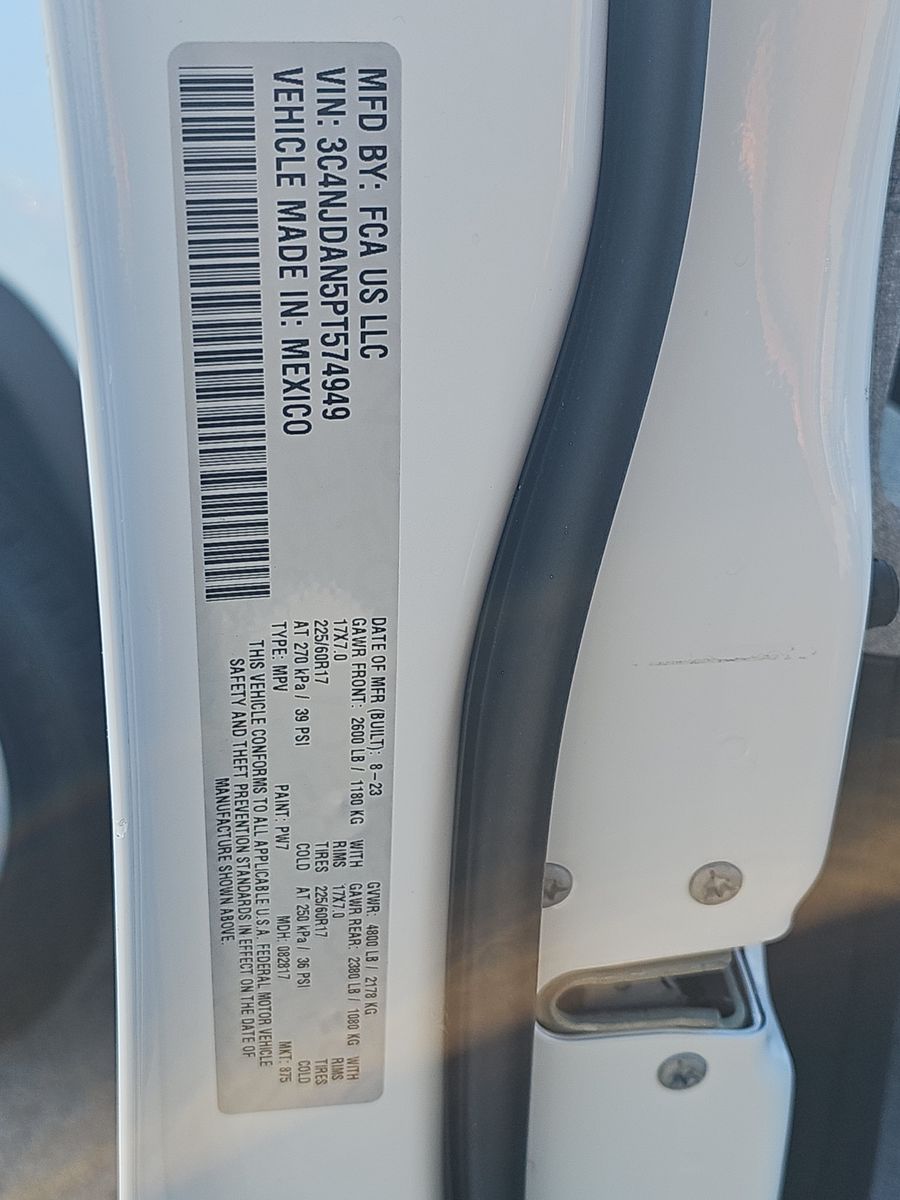 MFD BY: FCA US LLC
VIN: 3C4NJDAN5PT574949
VEHICLE MADE IN: MEXICO
DATE OF MFR (BUILT): 8-23 GVWR: 4800 LB / 2178 KG
GAWR FRONT: 2600 LB / 1180 KG WITH GAWR REAR: 2380 LB / 1080 KG WITH
17X7.0 RIMS 17X7.0 RIMS
225/60R17 TIRES 225/60R17 TIRES
AT 270 kPa / 39 PSI COLD AT 250 kPa / 36 PSI COLD
TYPE: MPV PAINT: PW7 MDH: 082817 MKT: 875
THIS VEHICLE CONFORMS TO ALL APPLICABLE U.S.A. FEDERAL MOTOR VEHICLE
SAFETY AND THEFT PREVENTION STANDARDS IN EFFECT ON THE DATE OF
MANUFACTURE SHOWN ABOVE.